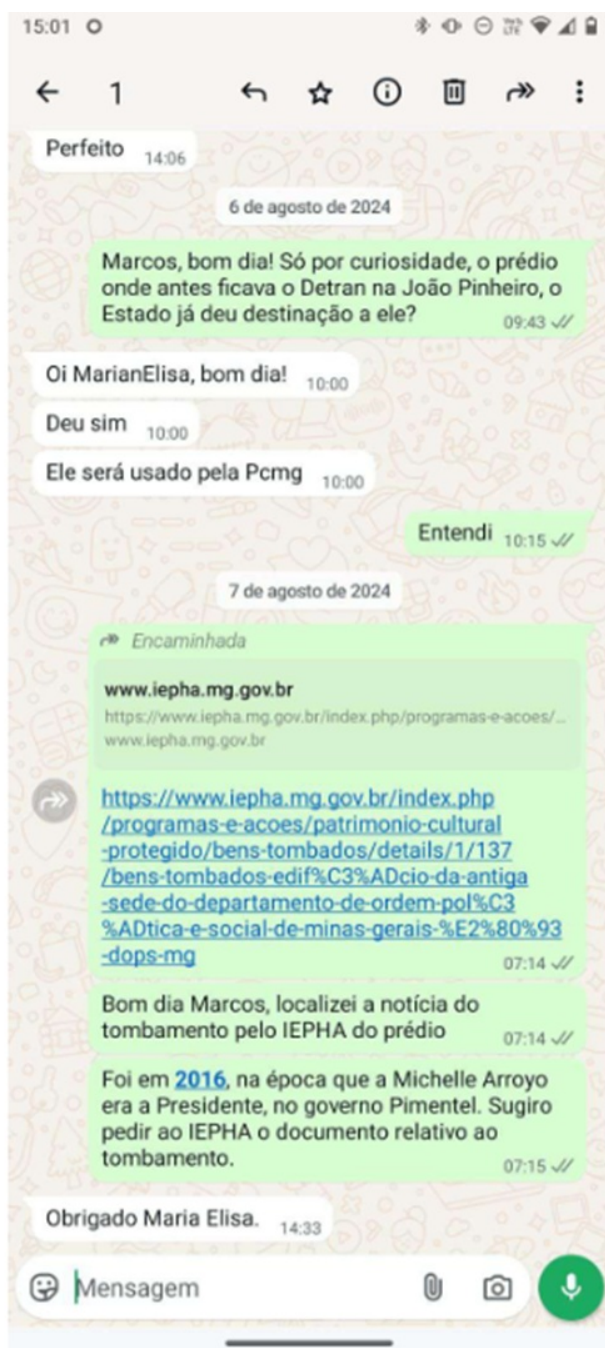 15:01
VoLTE
1
Perfeito 14:06
6 de agosto de 2024
Marcos, bom dia! Só por curiosidade, o prédio
onde antes ficava o Detran na João Pinheiro, o
Estado já deu destinação a ele?
09:43
Oi MarianElisa, bom dia! 10:00
Deu sim 10:00
Ele será usado pela Pcmg 10:00
Entendi 10:15
7 de agosto de 2024
Encaminhada
www.iepha.mg.gov.br
https://www.iepha.mg.gov.br/index.php/programas-e-acoes/...
www.iepha.mg.gov.br
https://www.iepha.mg.gov.br/index.php
/programas-e-acoes/patrimonio-cultural
-protegido/bens-tombados/details/1/137
/bens-tombados-edif%C3%ADcio-da-antiga
-sede-do-departamento-de-ordem-pol%C3
%ADtica-e-social-de-minas-gerais-%E2%80%93
-dops-mg
07:14
Bom dia Marcos, localizei a notícia do
tombamento pelo IEPHA do prédio
07:14
Foi em 2016, na época que a Michelle Arroyo
era a Presidente, no governo Pimentel. Sugiro
pedir ao IEPHA o documento relativo ao
tombamento.
07:15
Obrigado Maria Elisa. 14:33
Mensagem